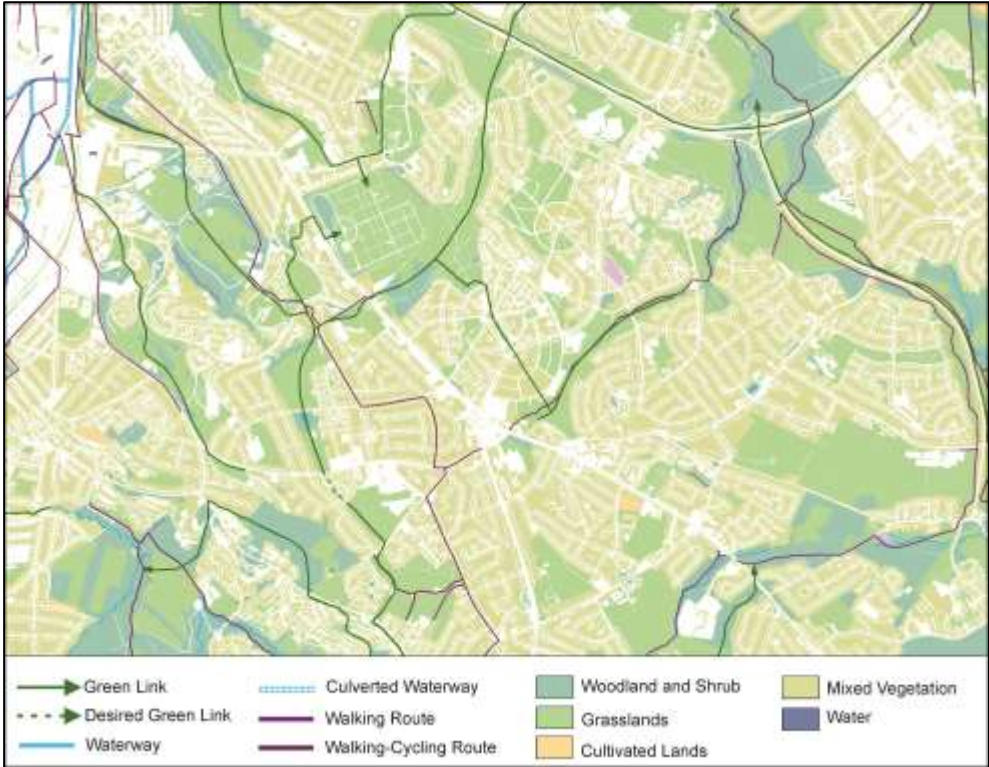 Green Link
Desired Green Link
Waterway
Culverted Waterway
Walking Route
Walking-Cycling Route
Woodland and Shrub
Grasslands
Cultivated Lands
Mixed Vegetation
Water